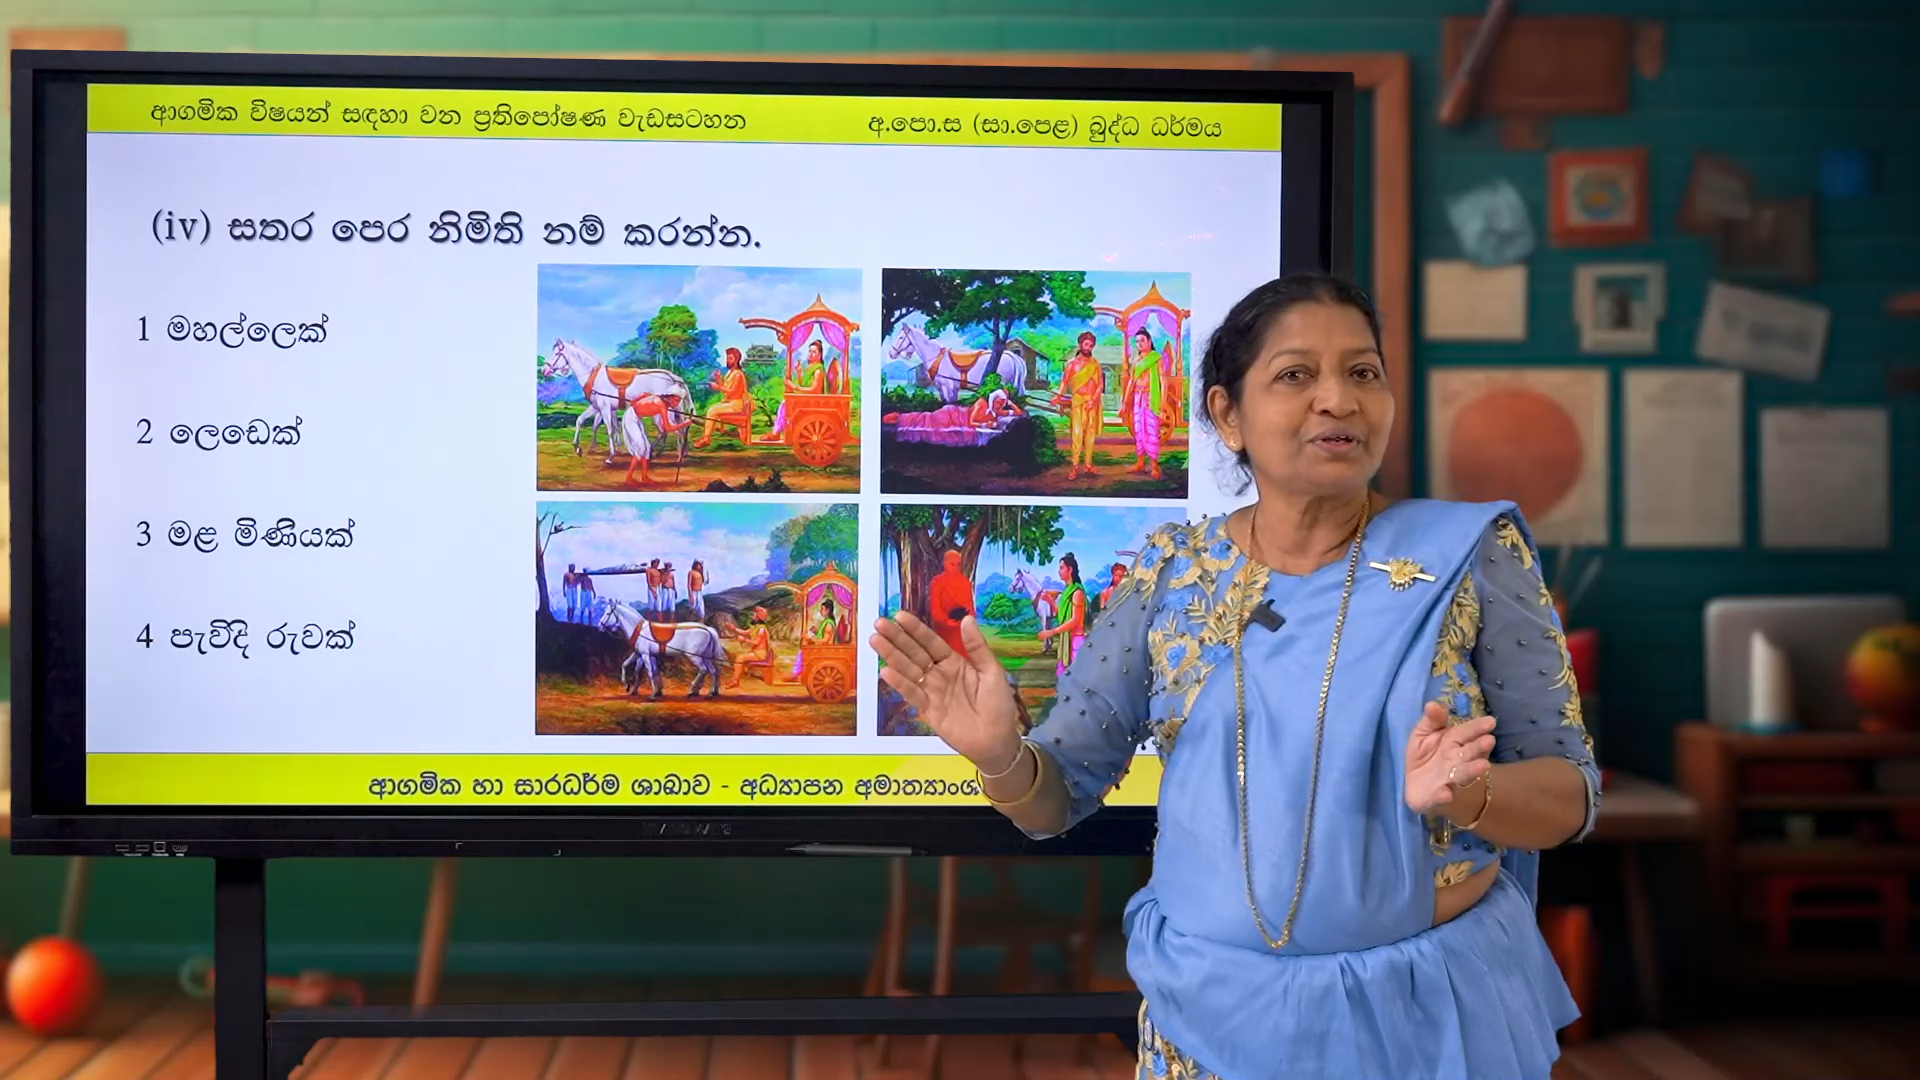 ආගමික විෂයන් සඳහා වන ප්‍රතිපෝෂණ වැඩසටහන
අ.පො.ස (සා.පෙළ) බුද්ධ ධර්මය
(iv) සතර පෙර නිමිති නම් කරන්න.
1 මහල්ලෙක්
2 ලෙඩෙක්
3 මළ මිණියක්
4 පැවිදි රුවක්
ආගමික හා සාරධර්ම ශාඛාව - අධ්‍යාපන